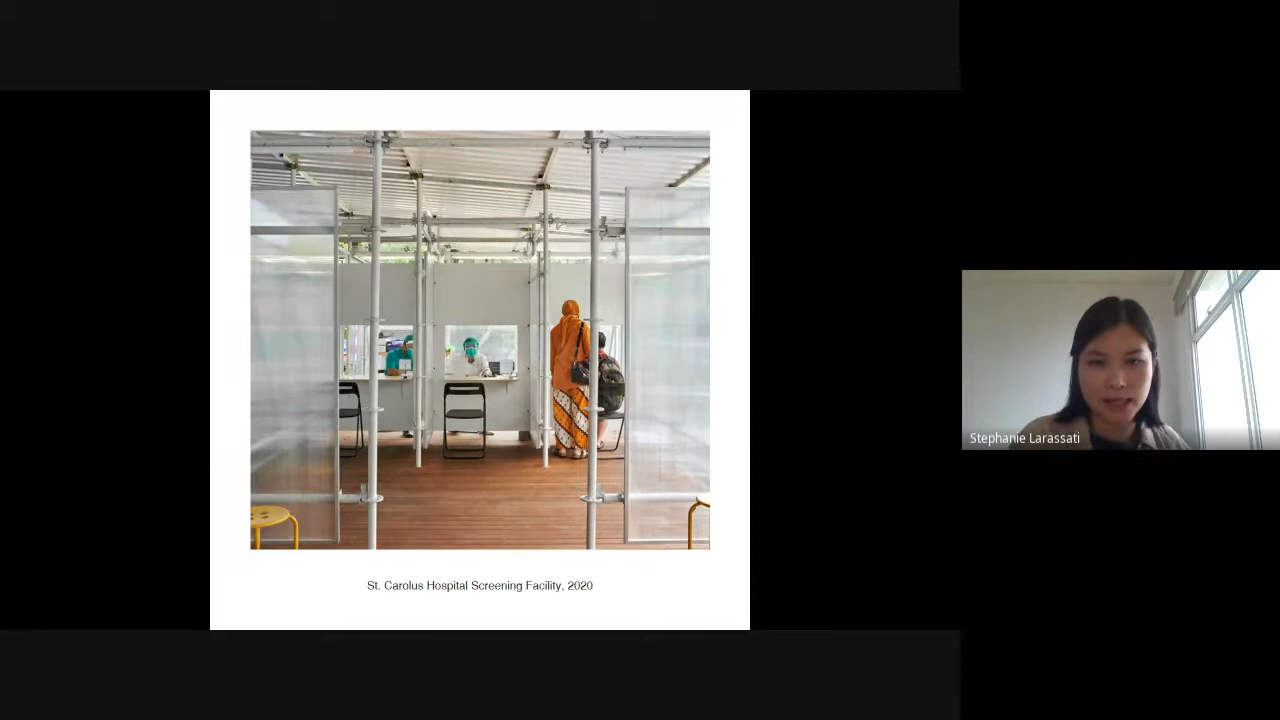 St. Carolus Hospital Screening Facility, 2020
Stephanie Larassati